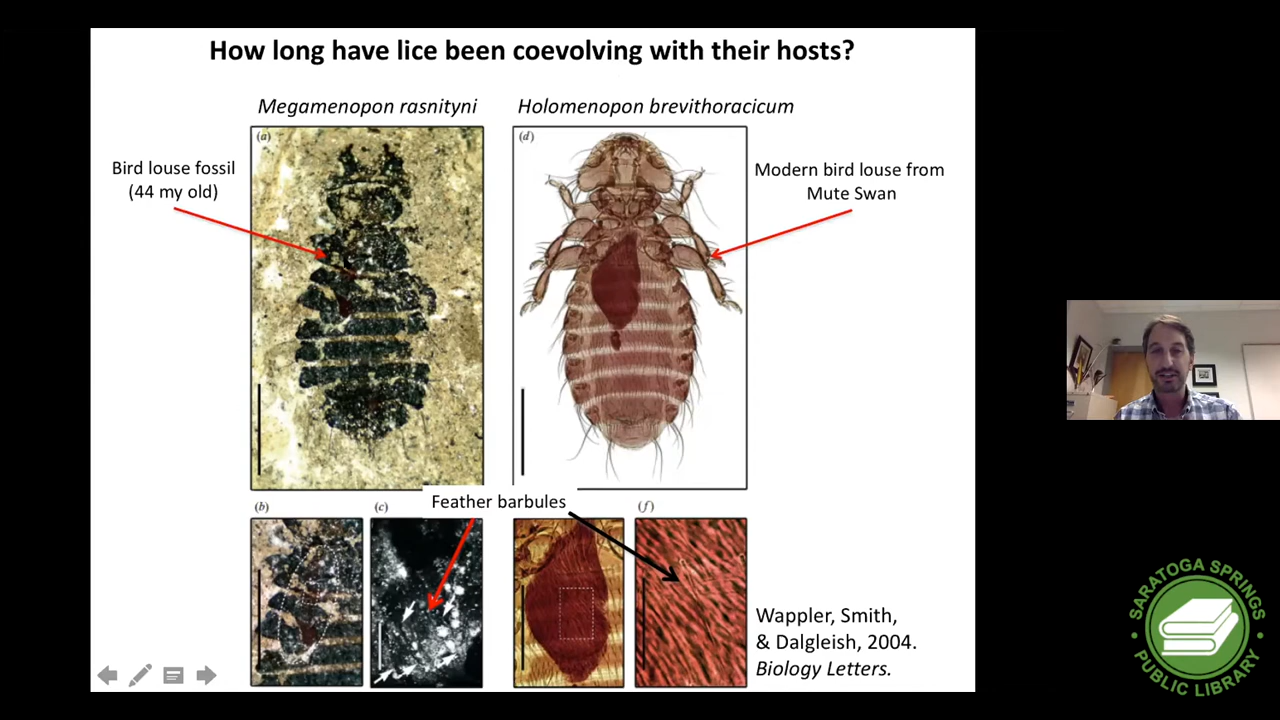 How long have lice been coevolving with their hosts?
Megamenopon rasnityni
Holomenopon brevithoracicum
(a)
(d)
Bird louse fossil
(44 my old)
Modern bird louse from
Mute Swan
Feather barbules
(b)
(c)
(f)
Wappler, Smith,
& Dalgleish, 2004.
Biology Letters.
SARATOGA SPRINGS
PUBLIC LIBRARY